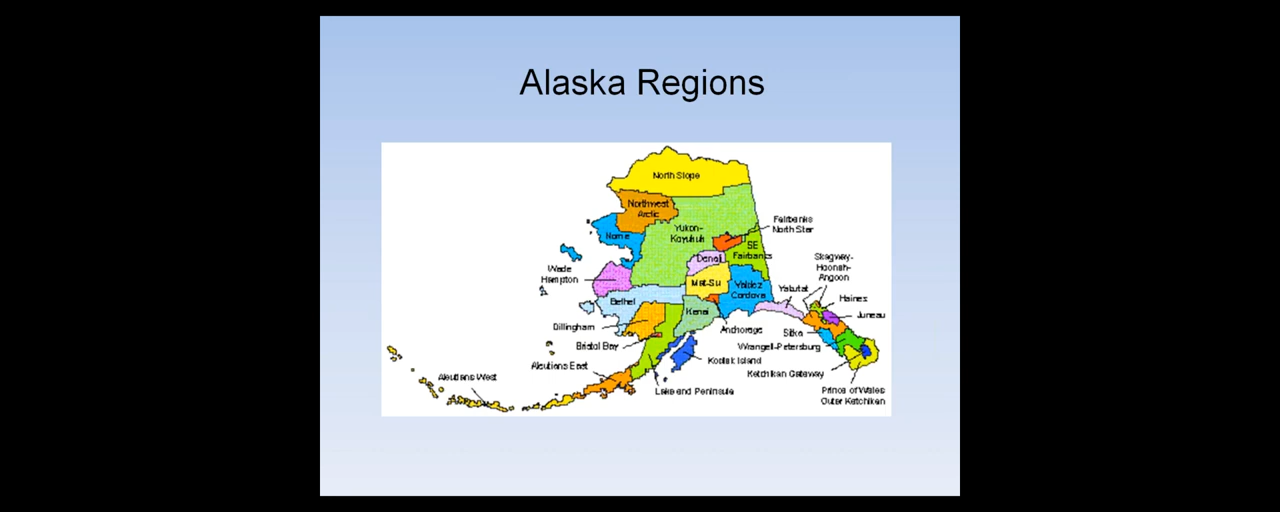 Alaska Regions
North Slope
Northwest
Arctic
Nome
Yukon-
Koyukuk
Fairbanks
North Star
SE
Fairbanks
Denali
Wade
Hampton
Mat-Su
Valdez
Cordova
Yakutat
Skagway-
Hoonah-
Angoon
Haines
Juneau
Bethel
Kenai
Anchorage
Sitka
Dillingham
Bristol Bay
Wrangell-Petersburg
Kodiak Island
Ketchikan Gateway
Aleutians East
Aleutians West
Lake and Peninsula
Prince of Wales
Outer Ketchikan